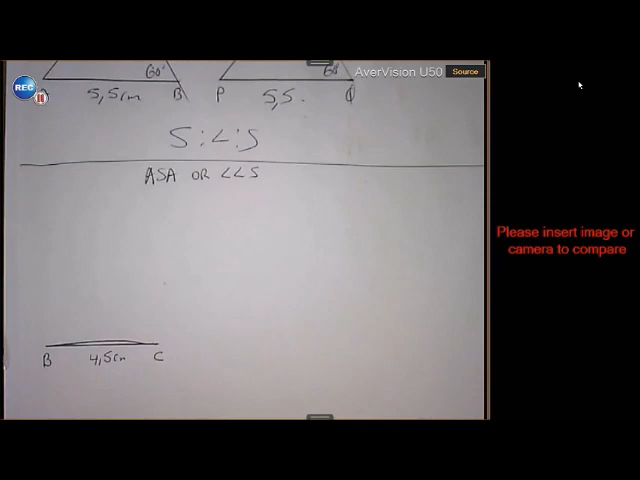 AverVision U50 Source
REC
60° 60
5,5cm B P 5,5. Q
S:<:S
ASA OR <<S
Please insert image or
camera to compare
B 4,5cm C